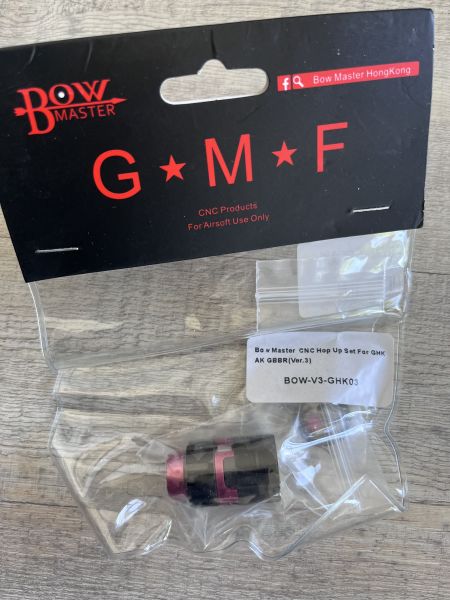 BOW
MASTER
Bow Master HongKong
G★M★F
CNC Products
For Airsoft Use Only
Bow Master CNC Hop Up Set For GHK
AK GBBR(Ver.3)
BOW-V3-GHK03